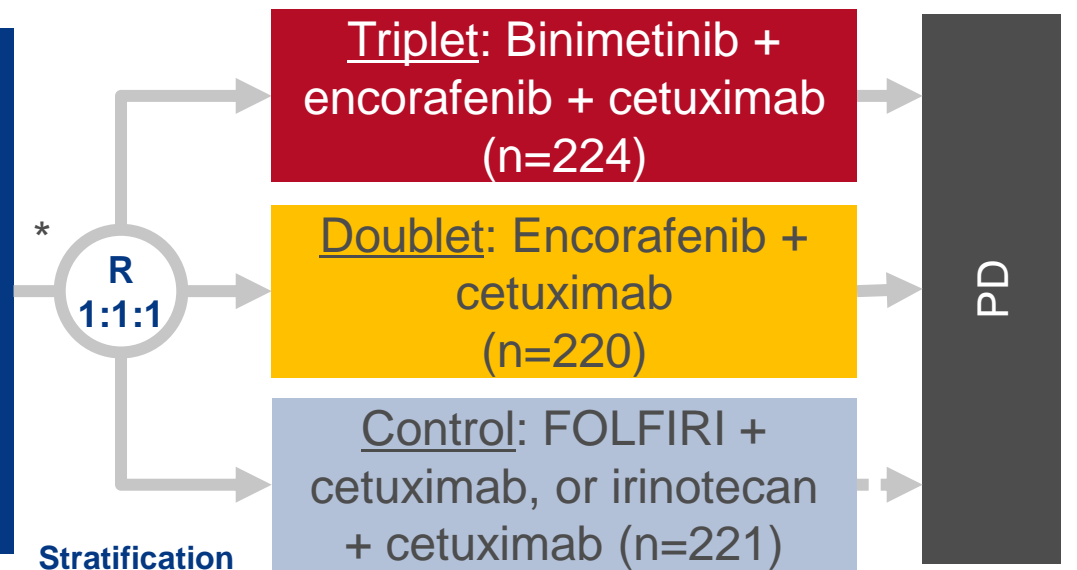 Triplet: Binimetinib +
encorafenib + cetuximab
(n=224)
*
R
1:1:1
Doublet: Encorafenib +
cetuximab
(n=220)
PD
Control: FOLFIRI +
cetuximab, or irinotecan
+ cetuximab (n=221)
Stratification